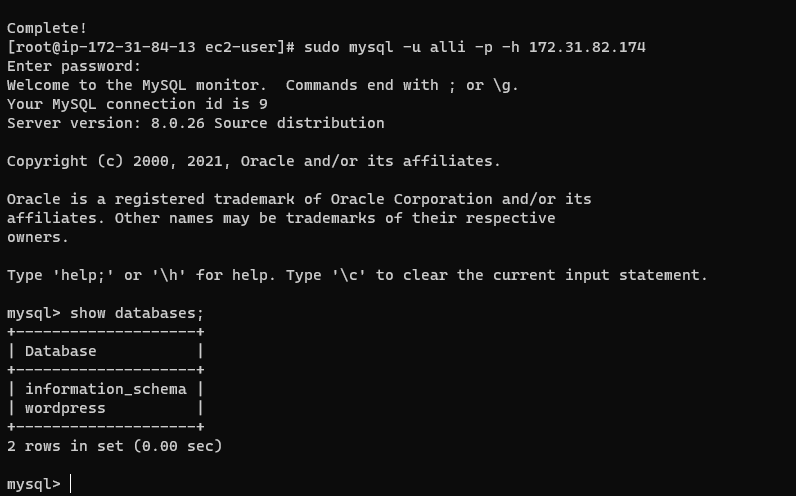 Complete!
[root@ip-172-31-84-13 ec2-user]# sudo mysql -u alli -p -h 172.31.82.174
Enter password:
Welcome to the MySQL monitor.  Commands end with ; or \g.
Your MySQL connection id is 9
Server version: 8.0.26 Source distribution

Copyright (c) 2000, 2021, Oracle and/or its affiliates.

Oracle is a registered trademark of Oracle Corporation and/or its
affiliates. Other names may be trademarks of their respective
owners.

Type 'help;' or '\h' for help. Type '\c' to clear the current input statement.

mysql> show databases;
+--------------------+
| Database           |
+--------------------+
| information_schema |
| wordpress          |
+--------------------+
2 rows in set (0.00 sec)

mysql>